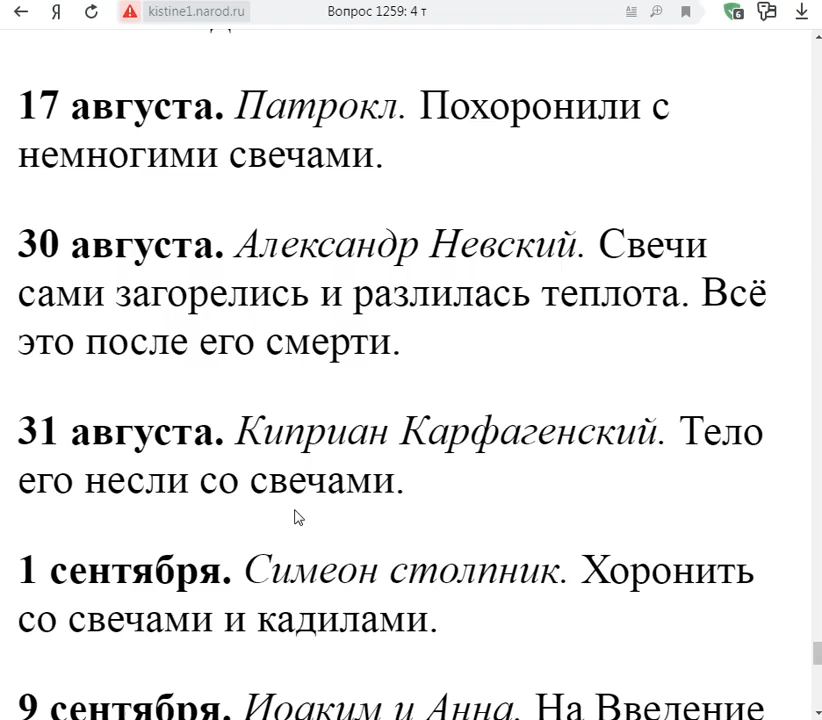 kistine1.narod.ru
Вопрос 1259: 4 т
6
17 августа. Патрокл. Похоронили с
немногими свечами.
30 августа. Александр Невский. Свечи
сами загорелись и разлилась теплота. Всё
это после его смерти.
31 августа. Киприан Карфагенский. Тело
его несли со свечами.
1 сентября. Симеон столпник. Хоронить
со свечами и кадилами.
9 сентября. Иоаким и Анна. На Введение